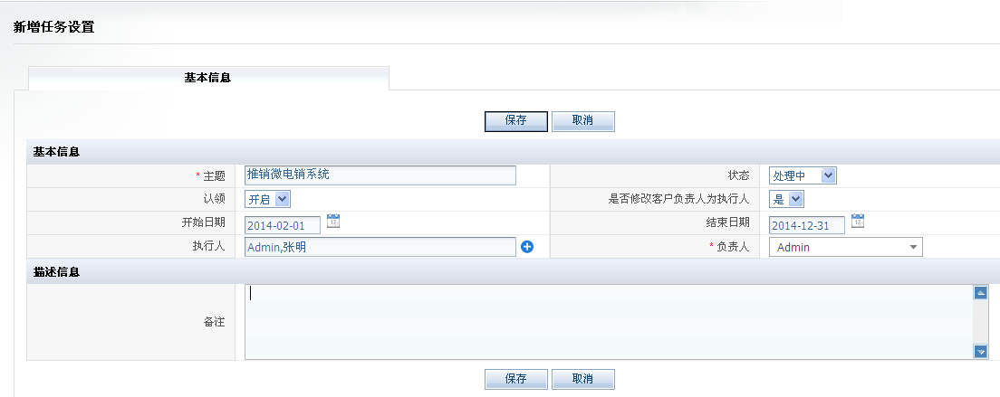 新增任务设置
基本信息
保存 取消
基本信息
* 主题 推销微电销系统 状态 处理中
认领 开启 是否修改客户负责人为执行人 是
开始日期 2014-02-01 结束日期 2014-12-31
执行人 Admin,张明 * 负责人 Admin
描述信息
备注
保存 取消